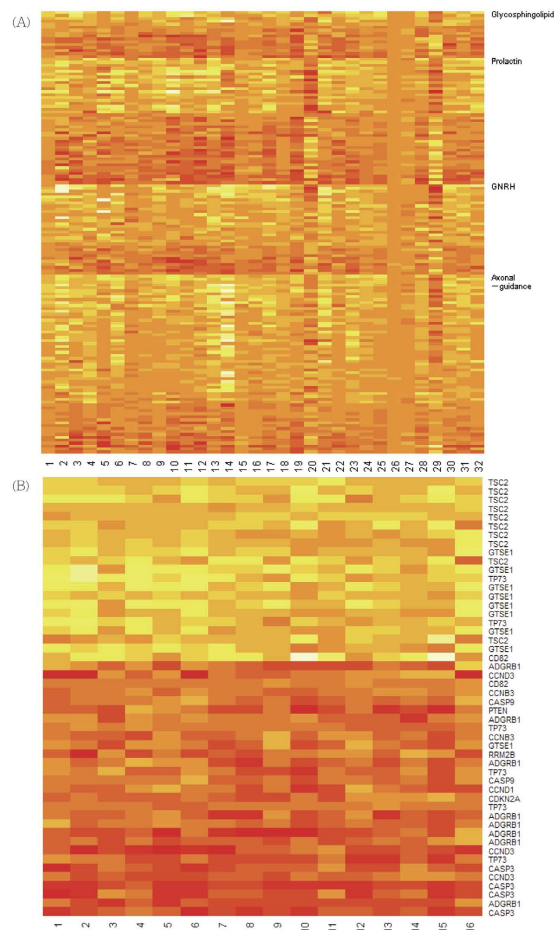 (A)
Glycosphingolipid
Prolactin
GNRH
Axonal
-guidance
1 2 3 4 5 6 7 8 9 10 11 12 13 14 15 16 17 18 19 20 21 22 23 24 25 26 27 28 29 30 31 32
(B)
TSC2
TSC2
TSC2
TSC2
TSC2
TSC2
TSC2
TSC2
GTSE1
TSC2
GTSE1
TP73
GTSE1
GTSE1
GTSE1
GTSE1
TP73
GTSE1
TSC2
GTSE1
CD82
ADGRB1
CCND3
CD82
CCNB3
CASP9
PTEN
ADGRB1
TP73
CCNB3
GTSE1
RRM2B
ADGRB1
TP73
CASP9
CCND1
CDKN2A
TP73
ADGRB1
ADGRB1
ADGRB1
ADGRB1
CCND3
TP73
CASP3
CCND3
CASP3
CASP3
ADGRB1
CASP3
1 2 3 4 5 6 7 8 9 10 11 12 13 14 15 16